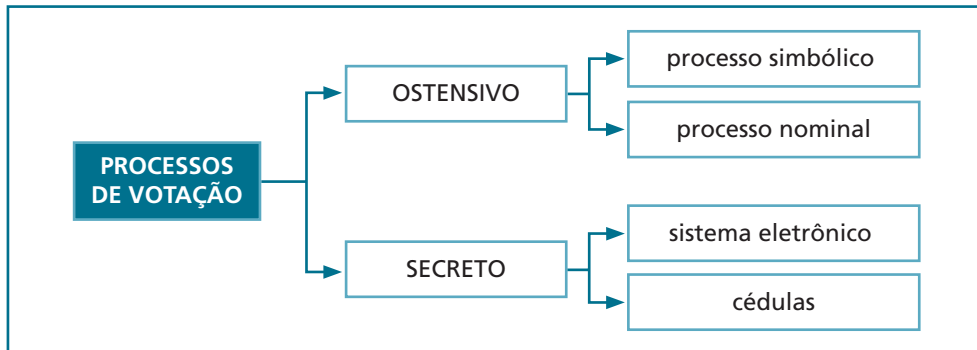 PROCESSOS
DE VOTAÇÃO
OSTENSIVO
processo simbólico
processo nominal
SECRETO
sistema eletrônico
cédulas